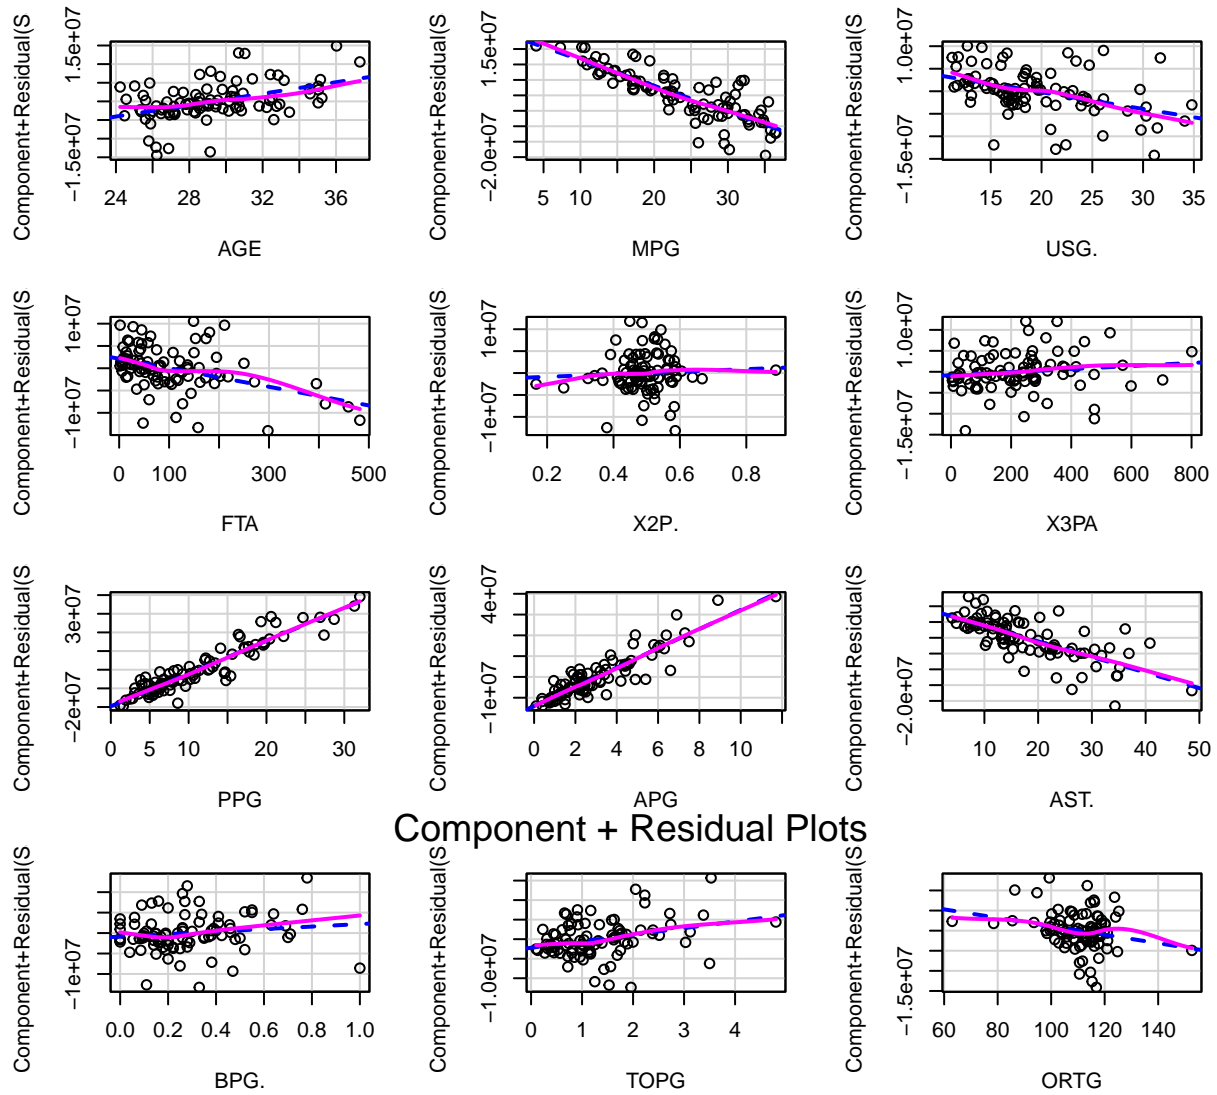 Component+Residual(S
−1.5e+07
1.5e+07
24
28
32
36
AGE
Component+Residual(S
−2.0e+07
1.5e+07
5
10
20
30
MPG
Component+Residual(S
−1.5e+07
1.0e+07
15
20
25
30
35
USG.
Component+Residual(S
−1e+07
1e+07
0
100
300
500
FTA
Component+Residual(S
−1e+07
1e+07
0.2
0.4
0.6
0.8
X2P.
Component+Residual(S
−1.5e+07
1.0e+07
0
200
400
600
800
X3PA
Component+Residual(S
−2e+07
3e+07
0
5
10
20
30
PPG
Component+Residual(S
−1e+07
4e+07
0
2
4
6
8
10
APG
Component+Residual(S
−2.0e+07
10
20
30
40
50
AST.
Component + Residual Plots
Component+Residual(S
−1e+07
0.0
0.2
0.4
0.6
0.8
1.0
BPG.
Component+Residual(S
−1.0e+07
0
1
2
3
4
TOPG
Component+Residual(S
−1.5e+07
60
80
100
120
140
ORTG